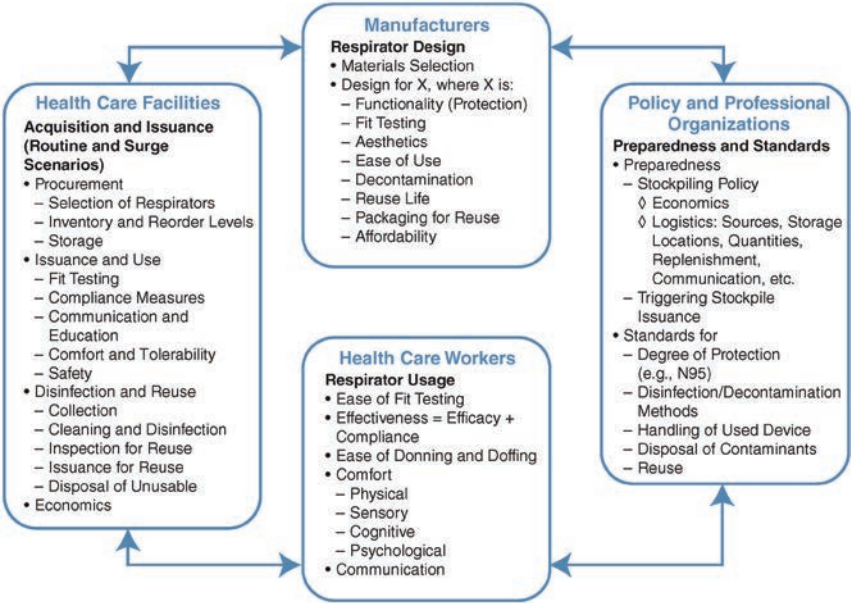 Manufacturers
Respirator Design
• Materials Selection
• Design for X, where X is:
– Functionality (Protection)
– Fit Testing
– Aesthetics
– Ease of Use
– Decontamination
– Reuse Life
– Packaging for Reuse
– Affordability
Health Care Facilities
Acquisition and Issuance
(Routine and Surge
Scenarios)
• Procurement
– Selection of Respirators
– Inventory and Reorder Levels
– Storage
• Issuance and Use
– Fit Testing
– Compliance Measures
– Communication and
Education
– Comfort and Tolerability
– Safety
• Disinfection and Reuse
– Collection
– Cleaning and Disinfection
– Inspection for Reuse
– Issuance for Reuse
– Disposal of Unusable
• Economics
Policy and Professional
Organizations
Preparedness and Standards
• Preparedness
– Stockpiling Policy
◊ Economics
◊ Logistics: Sources, Storage
Locations, Quantities,
Replenishment,
Communication, etc.
– Triggering Stockpile
Issuance
• Standards for
– Degree of Protection
(e.g., N95)
– Disinfection/Decontamination
Methods
– Handling of Used Device
– Disposal of Contaminants
– Reuse
Health Care Workers
Respirator Usage
• Ease of Fit Testing
• Effectiveness = Efficacy +
Compliance
• Ease of Donning and Doffing
• Comfort
– Physical
– Sensory
– Cognitive
– Psychological
• Communication